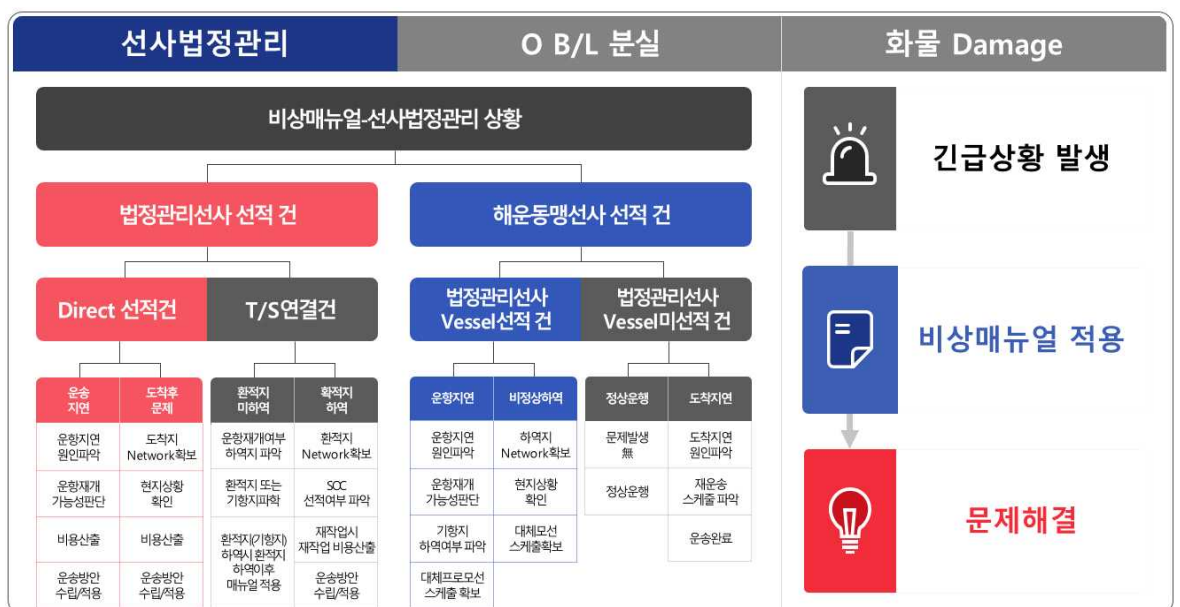 선사법정관리
O B/L 분실
화물 Damage
비상매뉴얼-선사법정관리 상황
법정관리선사 선적 건
해운동맹선사 선적 건
Direct 선적건
T/S연결건
법정관리선사
Vessel선적 건
법정관리선사
Vessel미선적 건
운송
지연
도착후
문제
환적지
미하역
확적지
하역
운항지연
비정상하역
정상운행
도착지연
운항지연
원인파악
운항재개
가능성판단
비용산출
운송방안
수립/적용
도착지
Network확보
현지상황
확인
비용산출
운송방안
수립/적용
운항재개여부
하역지 파악
환적지 또는
기항지파학
환적지(기항지)
하역시 환적지
하역이후
매뉴얼 적용
환적지
Network확보
SOC
선적여부 파악
재작업시
재작업 비용산출
운송방안
수립/적용
운항지연
원인파악
운항재개
가능성판단
기항지
하역여부 파악
대체프로모선
스케줄 확보
하역지
Network확보
현지상황
확인
대체모선
스케줄확보
문제발생
無
정상운행
도착지연
원인파악
재운송
스케줄 파악
운송완료
긴급상황 발생
비상매뉴얼 적용
문제해결